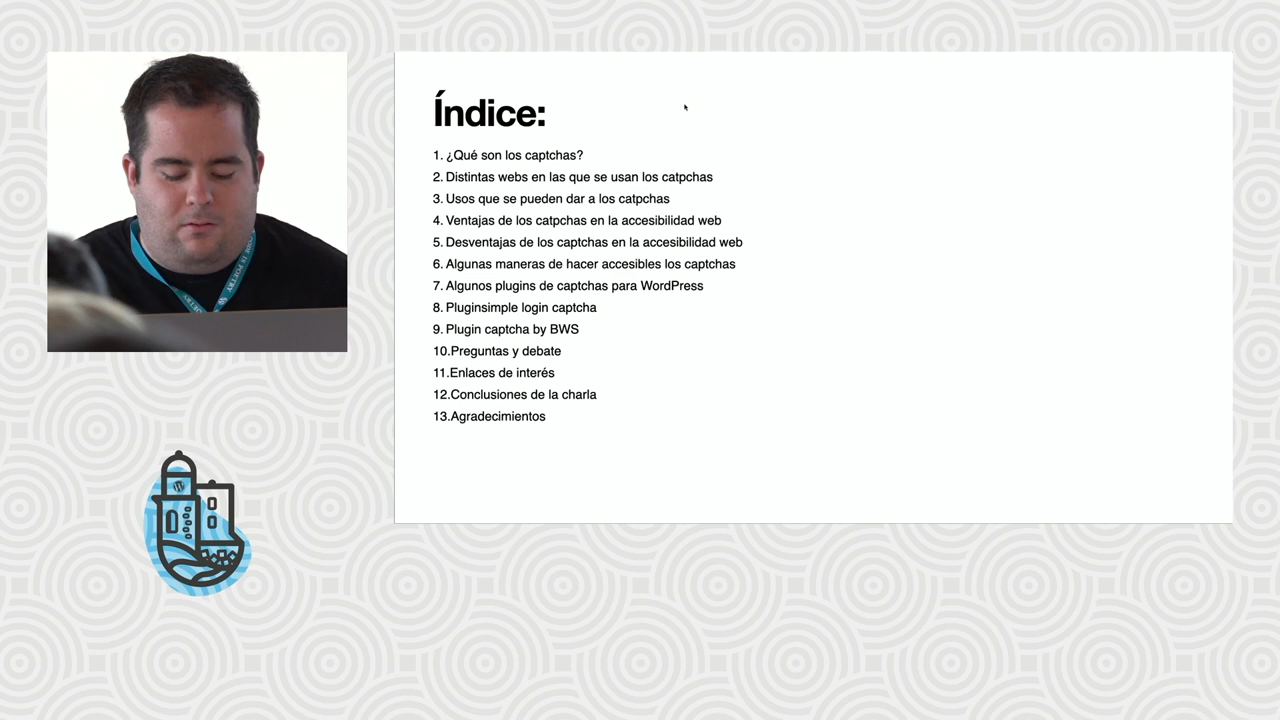 Índice:
1. ¿Qué son los captchas?
2. Distintas webs en las que se usan los catpchas
3. Usos que se pueden dar a los catpchas
4. Ventajas de los catpchas en la accesibilidad web
5. Desventajas de los captchas en la accesibilidad web
6. Algunas maneras de hacer accesibles los captchas
7. Algunos plugins de captchas para WordPress
8. Pluginsimple login captcha
9. Plugin captcha by BWS
10.Preguntas y debate
11.Enlaces de interés
12.Conclusiones de la charla
13.Agradecimientos
IS POETRY